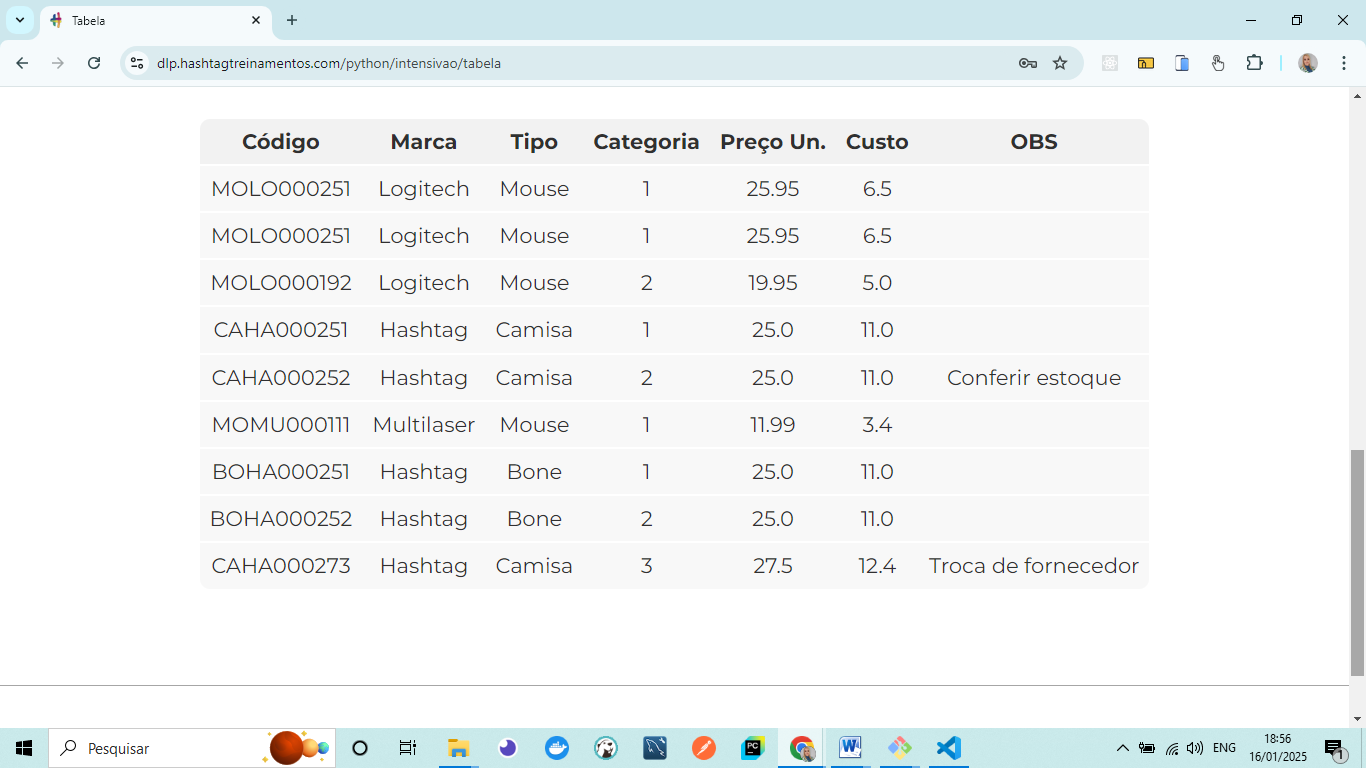 Tabela
dlp.hashtagtreinamentos.com/python/intensivao/tabela
Código Marca Tipo Categoria Preço Un. Custo OBS
MOLO000251 Logitech Mouse 1 25.95 6.5
MOLO000251 Logitech Mouse 1 25.95 6.5
MOLO000192 Logitech Mouse 2 19.95 5.0
CAHA000251 Hashtag Camisa 1 25.0 11.0
CAHA000252 Hashtag Camisa 2 25.0 11.0 Conferir estoque
MOMU000111 Multilaser Mouse 1 11.99 3.4
BOHA000251 Hashtag Bone 1 25.0 11.0
BOHA000252 Hashtag Bone 2 25.0 11.0
CAHA000273 Hashtag Camisa 3 27.5 12.4 Troca de fornecedor
Pesquisar
PC
W
ENG
18:56
16/01/2025
1